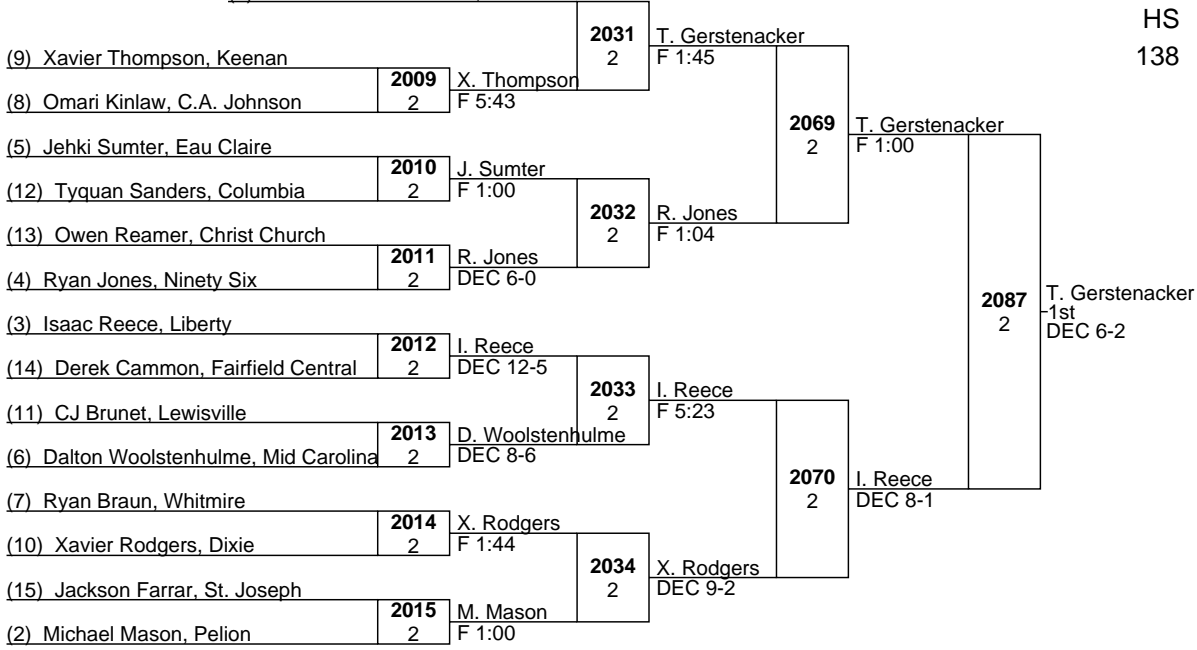 HS
138
(9) Xavier Thompson, Keenan
(8) Omari Kinlaw, C.A. Johnson
(5) Jehki Sumter, Eau Claire
(12) Tyquan Sanders, Columbia
(13) Owen Reamer, Christ Church
(4) Ryan Jones, Ninety Six
(3) Isaac Reece, Liberty
(14) Derek Cammon, Fairfield Central
(11) CJ Brunet, Lewisville
(6) Dalton Woolstenhulme, Mid Carolina
(7) Ryan Braun, Whitmire
(10) Xavier Rodgers, Dixie
(15) Jackson Farrar, St. Joseph
(2) Michael Mason, Pelion
2009
2
X. Thompson
F 5:43
2010
2
J. Sumter
F 1:00
2011
2
R. Jones
DEC 6-0
2012
2
I. Reece
DEC 12-5
2013
2
D. Woolstenhulme
DEC 8-6
2014
2
X. Rodgers
F 1:44
2015
2
M. Mason
F 1:00
2031
2
T. Gerstenacker
F 1:45
2032
2
R. Jones
F 1:04
2033
2
I. Reece
F 5:23
2034
2
X. Rodgers
DEC 9-2
2069
2
T. Gerstenacker
F 1:00
2070
2
I. Reece
DEC 8-1
2087
2
T. Gerstenacker
1st
DEC 6-2